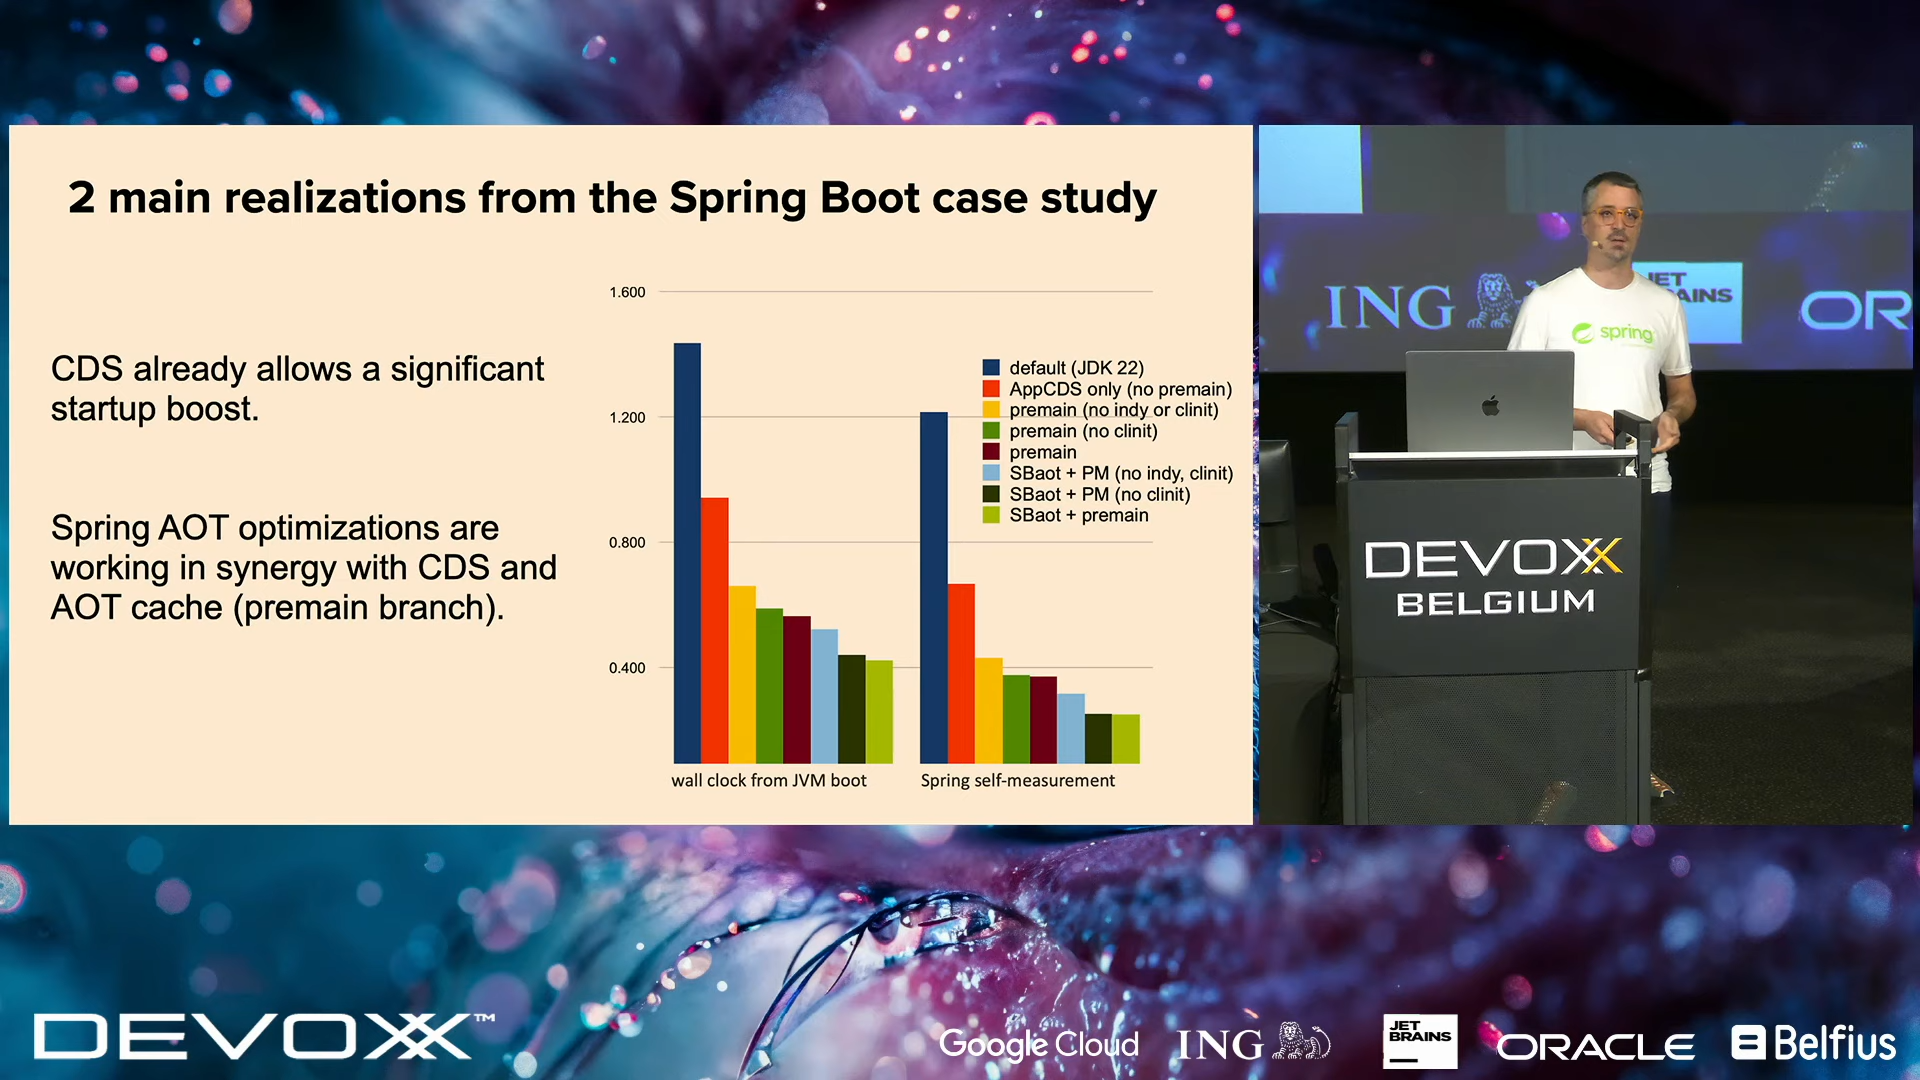 2 main realizations from the Spring Boot case study
CDS already allows a significant
startup boost.
Spring AOT optimizations are
working in synergy with CDS and
AOT cache (premain branch).
1.600
1.200
0.800
0.400
default (JDK 22)
AppCDS only (no premain)
premain (no indy or clinit)
premain (no clinit)
premain
SBaot + PM (no indy, clinit)
SBaot + PM (no clinit)
SBaot + premain
wall clock from JVM boot
Spring self-measurement
ING
JET
BRAINS
OR
spring
DEVOXX
BELGIUM
DEVOXX™
Google Cloud
ING
JET
BRAINS
ORACLE
Belfius